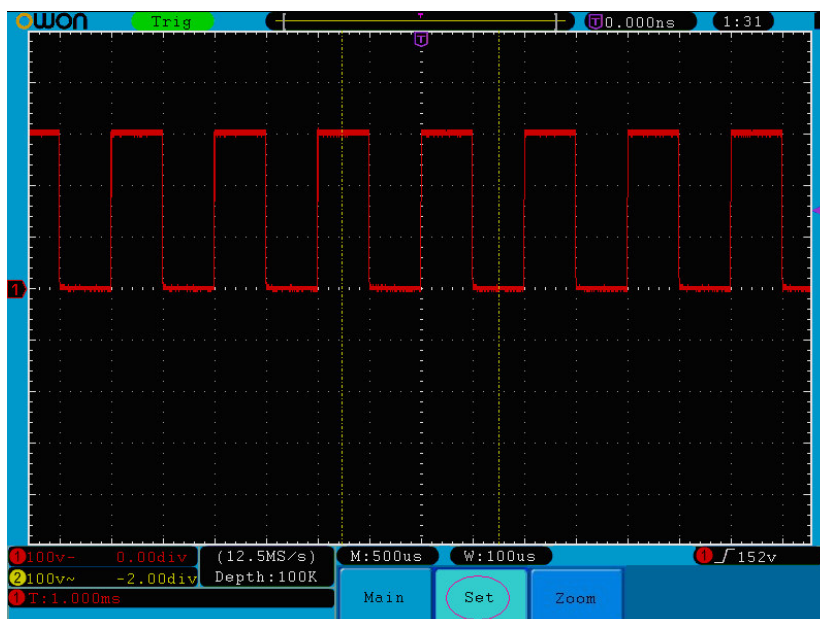 owon Trig T T 0.000ns 1:31
T
1
1 100v- 0.00div (12.5MS/s) M:500us W:100us 1 152v
2 100v~ -2.00div Depth:100K
1 T:1.000ms Main Set Zoom